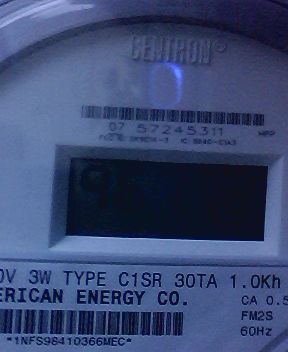 CENTRON®
07 57245311
0V 3W TYPE C1SR 30TA 1.0Kh
ERICAN ENERGY CO.
CA 0.5
FM2S
60Hz
*1NFS98410366MEC*